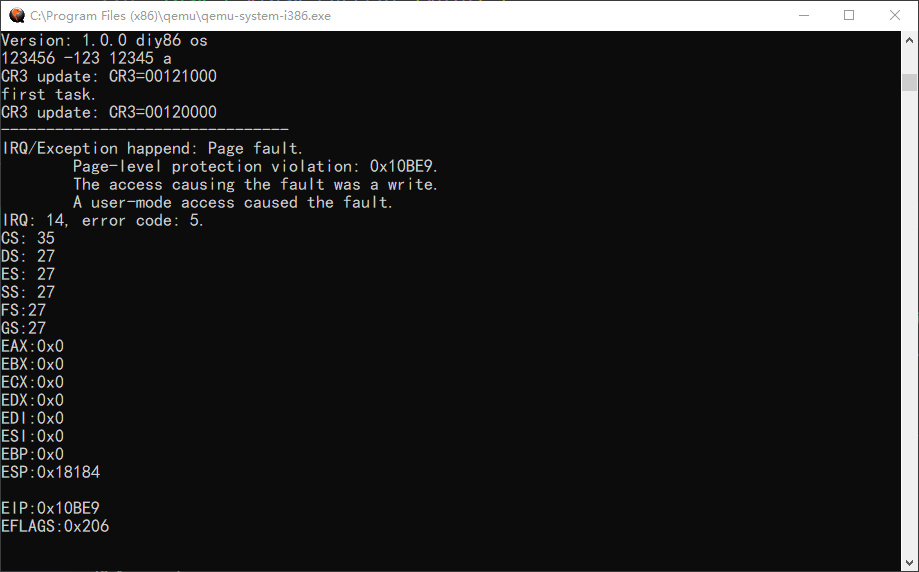 C:\Program Files (x86)\qemu\qemu-system-i386.exe
Version: 1.0.0 diy86 os
123456 -123 12345 a
CR3 update: CR3=00121000
first task.
CR3 update: CR3=00120000
--------------------------------
IRQ/Exception happend: Page fault.
Page-level protection violation: 0x10BE9.
The access causing the fault was a write.
A user-mode access caused the fault.
IRQ: 14, error code: 5.
CS: 35
DS: 27
ES: 27
SS: 27
FS:27
GS:27
EAX:0x0
EBX:0x0
ECX:0x0
EDX:0x0
EDI:0x0
ESI:0x0
EBP:0x0
ESP:0x18184
EIP:0x10BE9
EFLAGS:0x206